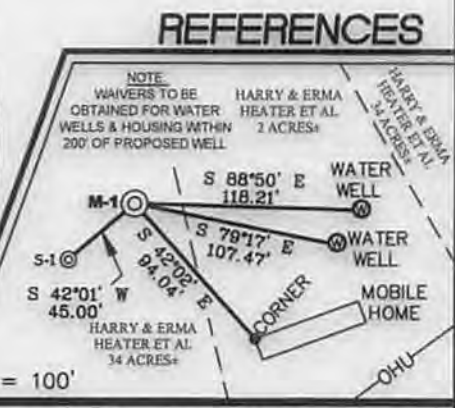 REFERENCES
NOTE
WAIVERS TO BE
OBTAINED FOR WATER
WELLS & HOUSING WITHIN
200' OF PROPOSED WELL
HARRY & ERMA
HEATER ET AL
2 ACRES±
HARRY & ERMA
HEATER ET AL
34 ACRES±
M-1
S 88°50' E
118.21'
WATER
WELL
W
S 79°17' E
107.47'
W
WATER
WELL
S-1
S 42°01' W
45.00'
S 42°02' E
94.04'
CORNER
MOBILE
HOME
HARRY & ERMA
HEATER ET AL
34 ACRES±
= 100'
OHU